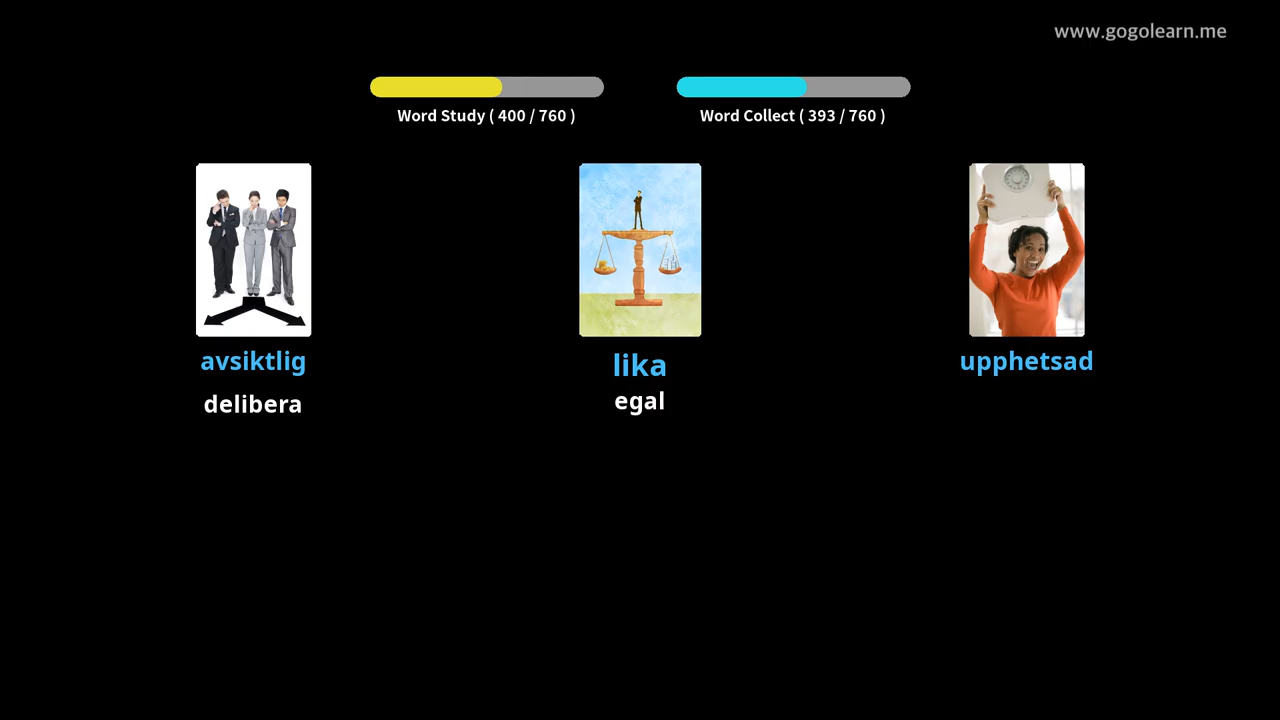 www.gogolearn.me
Word Study ( 400 / 760 )
Word Collect ( 393 / 760 )
avsiktlig
lika
upphetsad
delibera
egal